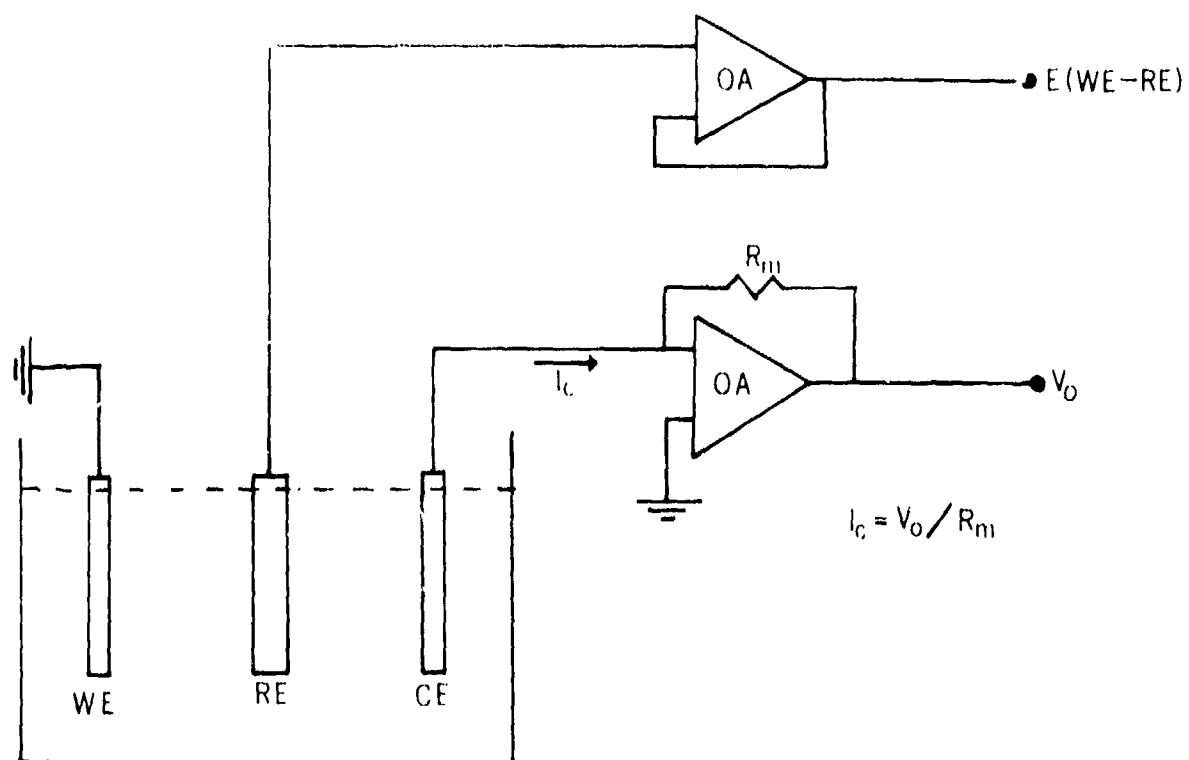 OA
E(WE-RE)
Rm
Ic
OA
Vo
Ic = Vo / Rm
WE
RE
CE